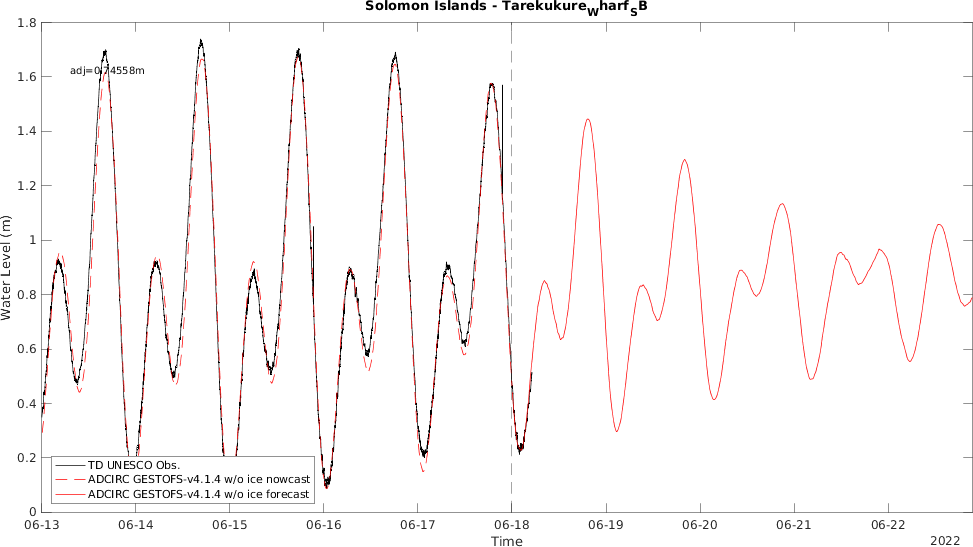 Solomon Islands - TarekukureWharfSB
1.8
1.6
1.4
1.2
1
0.8
0.6
0.4
0.2
0
Water Level (m)
adj=0.74558m
TD UNESCO Obs.
ADCIRC GESTOFS-v4.1.4 w/o ice nowcast
ADCIRC GESTOFS-v4.1.4 w/o ice forecast
06-13 06-14 06-15 06-16 06-17 06-18 06-19 06-20 06-21 06-22
Time
2022